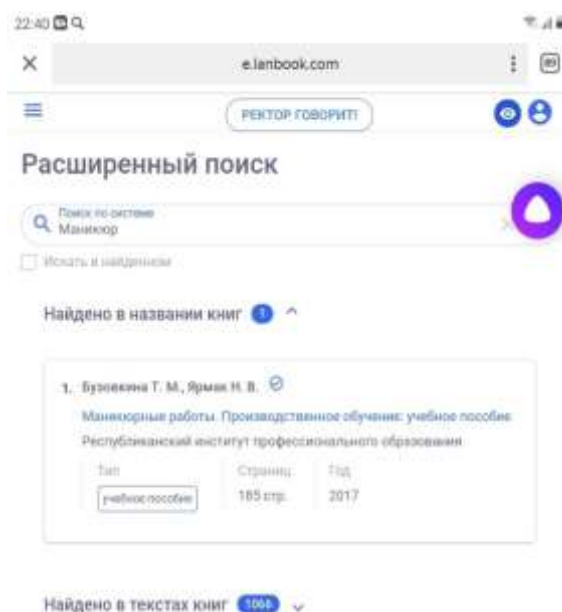 22:40
e.lanbook.com
89
РЕКТОР ГОВОРИТ!
Расширенный поиск
Поиск по системе
Маникюр
Искать в найденном
Найдено в названии книг 1
1. Бузовкина Т. М., Ярмак Н. В.
Маникюрные работы. Производственное обучение: учебное пособие
Республиканский институт профессионального образования
Тип Страниц Год
учебное пособие 185 стр. 2017
Найдено в текстах книг 1066